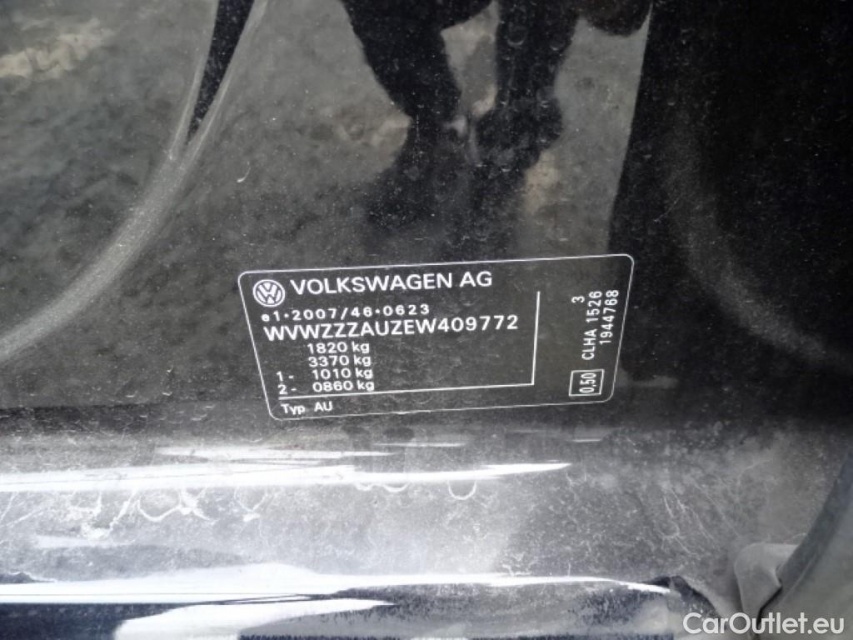 VOLKSWAGEN AG
e1*2007/46*0623
WVWZZZAUZEW409772
1820 kg
3370 kg
1 - 1010 kg
2 - 0860 kg
Typ AU
3
CLHA 1526
1944768
0,50
CarOutlet.eu